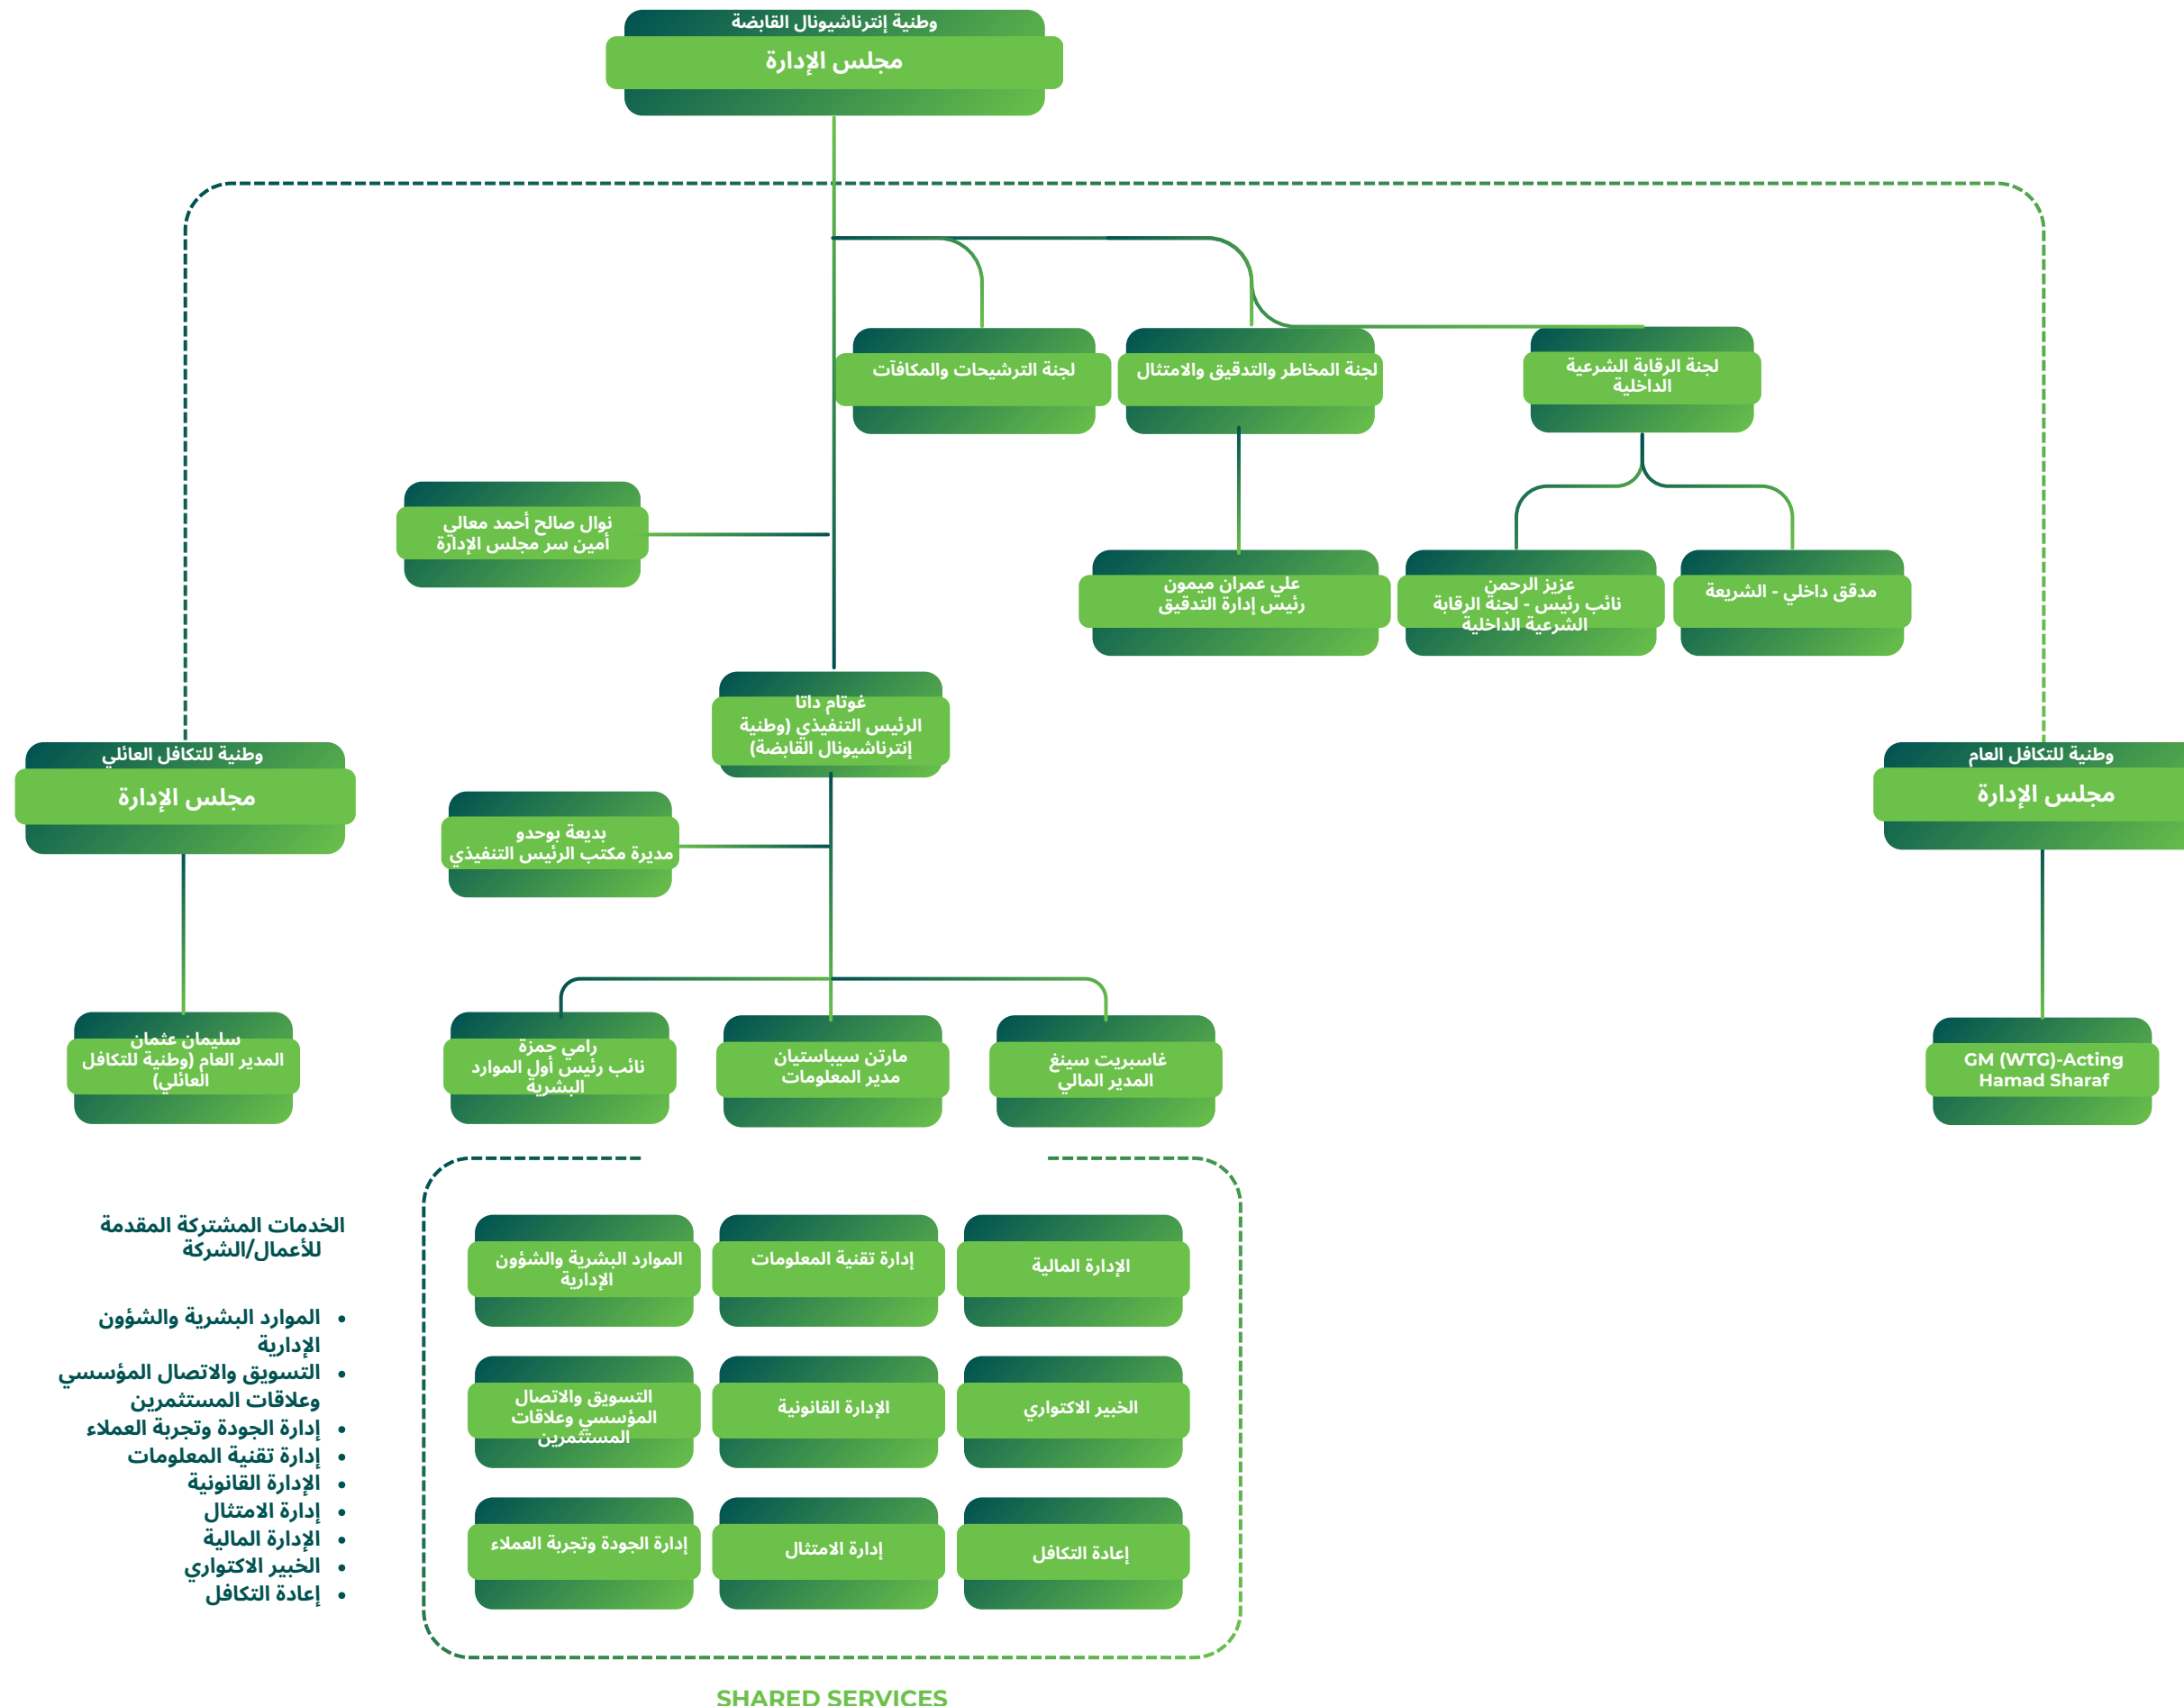 وطنية إنترناشيونال القابضة
مجلس الإدارة
لجنة الترشيحات والمكافآت
لجنة المخاطر والتدقيق والامتثال
لجنة الرقابة الشرعية
الداخلية
نوال صالح أحمد معالي
أمين سر مجلس الإدارة
علي عمران ميمون
رئيس إدارة التدقيق
عزيز الرحمن
نائب رئيس - لجنة الرقابة
الشرعية الداخلية
مدقق داخلي - الشريعة
غوتام داتا
الرئيس التنفيذي (وطنية
إنترناشيونال القابضة)
وطنية للتكافل العائلي
مجلس الإدارة
وطنية للتكافل العام
مجلس الإدارة
بديعة بوحدو
مديرة مكتب الرئيس التنفيذي
سليمان عثمان
المدير العام (وطنية للتكافل
العائلي)
رامي حمزة
نائب رئيس أول الموارد
البشرية
مارتن سيباستيان
مدير المعلومات
غاسبريت سينغ
المدير المالي
GM (WTG)-Acting
Hamad Sharaf
الخدمات المشتركة المقدمة
للأعمال/الشركة
• الموارد البشرية والشؤون
الإدارية
• التسويق والاتصال المؤسسي
وعلاقات المستثمرين
• إدارة الجودة وتجربة العملاء
• إدارة تقنية المعلومات
• الإدارة القانونية
• إدارة الامتثال
• الإدارة المالية
• الخبير الاكتواري
• إعادة التكافل
الموارد البشرية والشؤون
الإدارية
إدارة تقنية المعلومات
الإدارة المالية
التسويق والاتصال
المؤسسي وعلاقات
المستثمرين
الإدارة القانونية
الخبير الاكتواري
إدارة الجودة وتجربة العملاء
إدارة الامتثال
إعادة التكافل
SHARED SERVICES